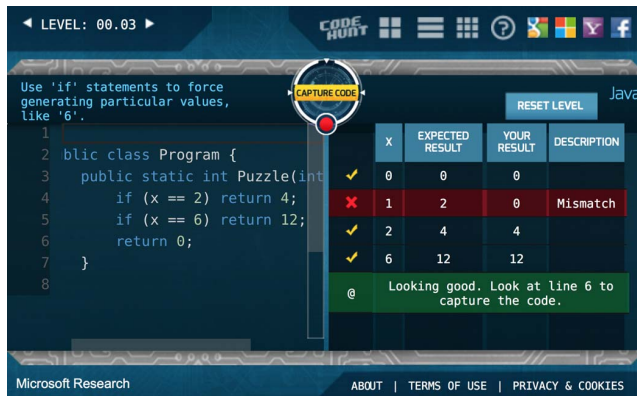 LEVEL: 00.03
CODE
HUNT
?
Y
f
Use 'if' statements to force
generating particular values,
like '6'.
CAPTURE CODE
Java
RESET LEVEL
1
2 blic class Program {
3 public static int Puzzle(int
4 if (x == 2) return 4;
5 if (x == 6) return 12;
6 return 0;
7 }
8
X EXPECTED RESULT YOUR RESULT DESCRIPTION
0 0 0
1 2 0 Mismatch
2 4 4
6 12 12
@ Looking good. Look at line 6 to
capture the code.
Microsoft Research
ABOUT | TERMS OF USE | PRIVACY & COOKIES